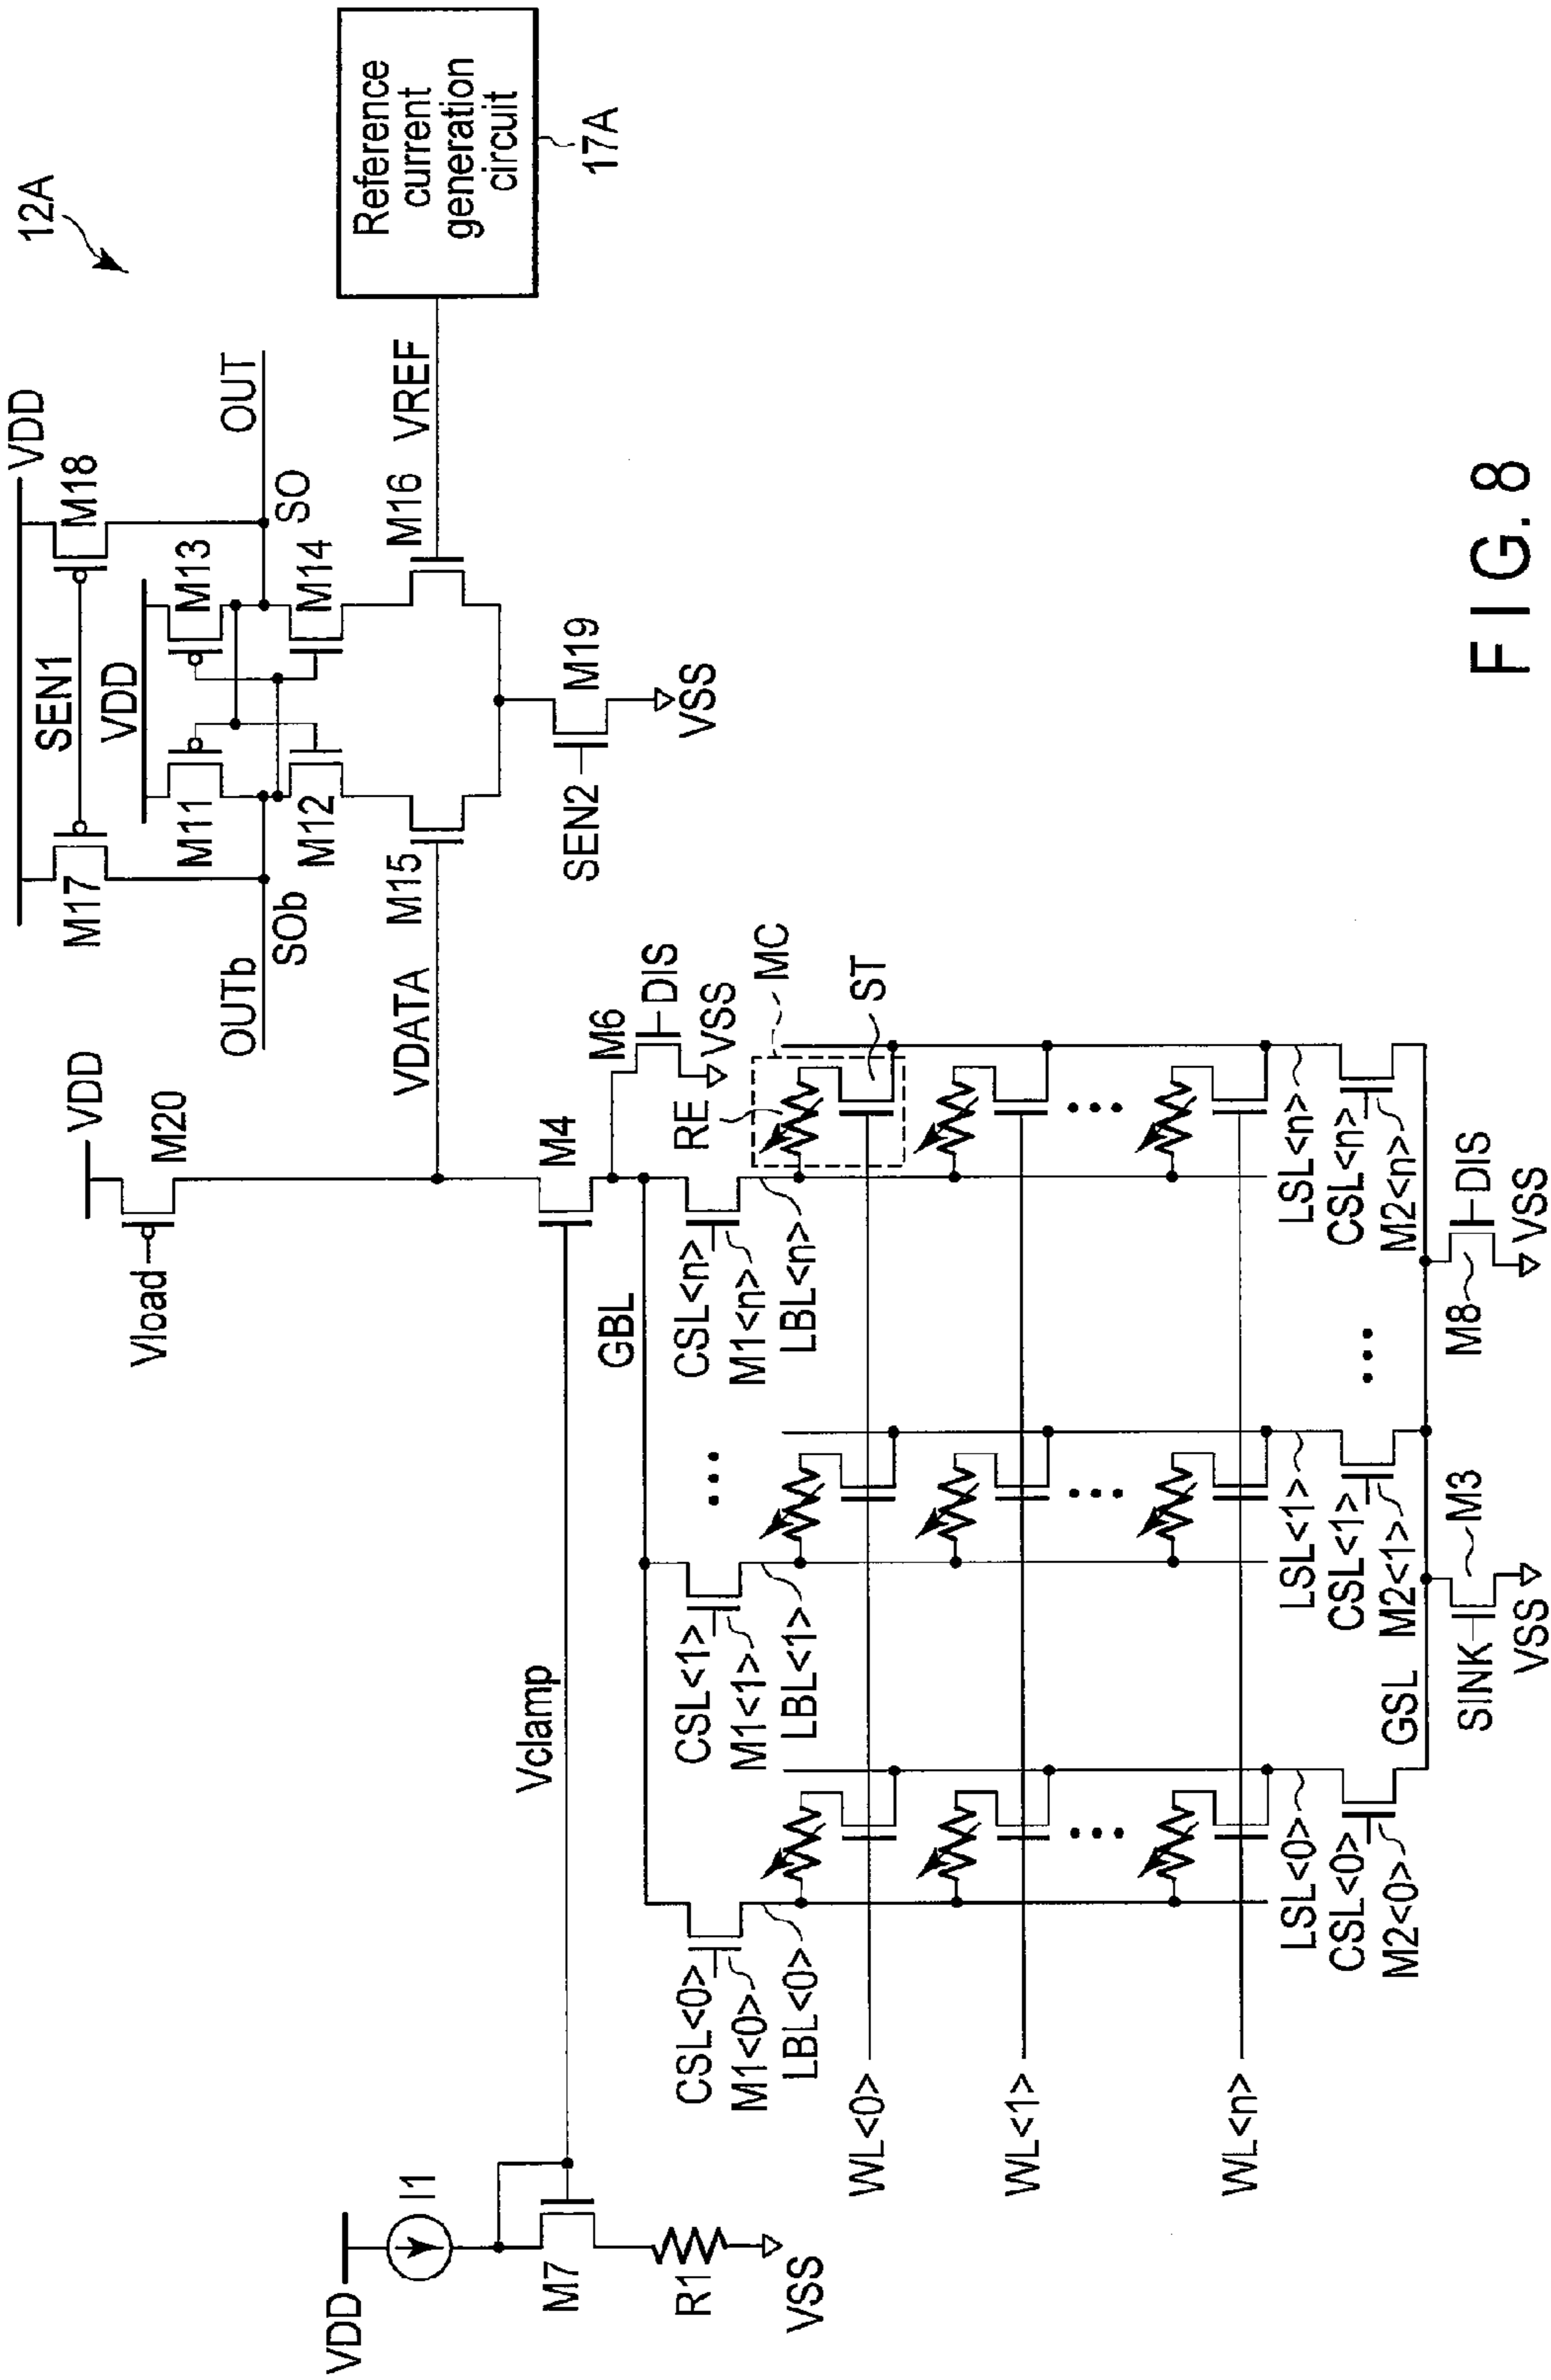 12A
VDD
SEN1
M17
M18
VDD
M11
M13
OUTb
SOb
M12
M14
SO
OUT
VDD
Vload
M20
VDATA
M15
M16
VREF
Reference
current
generation
circuit
17A
SEN2
M19
VSS
VDD
I1
M7
R1
VSS
Vclamp
M4
GBL
M6
DIS
VSS
CSL<0>
M1<0>
LBL<0>
CSL<1>
M1<1>
LBL<1>
CSL<n>
M1<n>
LBL<n>
RE
MC
ST
WL<0>
WL<1>
WL<n>
LSL<0>
CSL<0>
M2<0>
LSL<1>
CSL<1>
M2<1>
LSL<n>
CSL<n>
M2<n>
GSL
SINK
M3
VSS
M8
DIS
VSS
FIG. 8